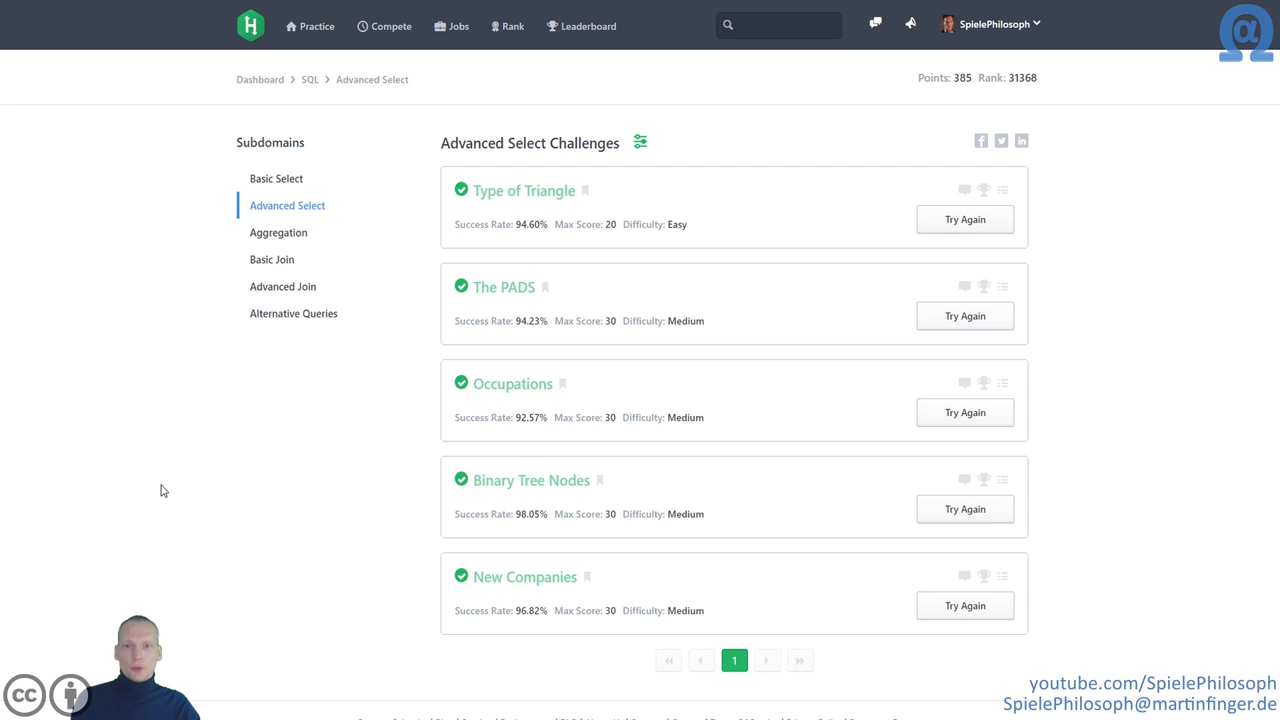 Practice
Compete
Jobs
Rank
Leaderboard
SpielePhilosoph
Dashboard > SQL > Advanced Select
Points: 385 Rank: 31368
Subdomains
Basic Select
Advanced Select
Aggregation
Basic Join
Advanced Join
Alternative Queries
Advanced Select Challenges
Type of Triangle
Success Rate: 94.60% Max Score: 20 Difficulty: Easy
Try Again
The PADS
Success Rate: 94.23% Max Score: 30 Difficulty: Medium
Try Again
Occupations
Success Rate: 92.57% Max Score: 30 Difficulty: Medium
Try Again
Binary Tree Nodes
Success Rate: 98.05% Max Score: 30 Difficulty: Medium
Try Again
New Companies
Success Rate: 96.82% Max Score: 30 Difficulty: Medium
Try Again
1
cc
youtube.com/SpielePhilosoph
SpielePhilosoph@martinfinger.de